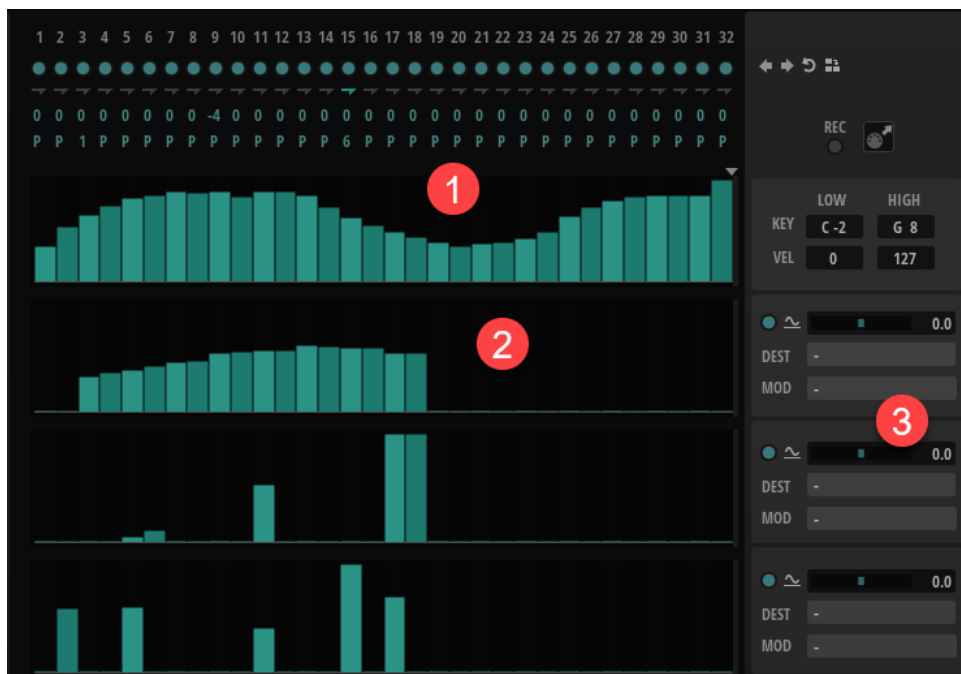 1 2 3 4 5 6 7 8 9 10 11 12 13 14 15 16 17 18 19 20 21 22 23 24 25 26 27 28 29 30 31 32
0 0 0 0 0 0 0 0 -4 0 0 0 0 0 0 0 0 0 0 0 0 0 0 0 0 0 0 0 0 0 0 0
P P 1 P P P P P P P P P P P 6 P P P P P P P P P P P P P P P P P
REC
1
LOW HIGH
KEY C -2 G 8
VEL 0 127
2
0.0
DEST -
MOD -
3
0.0
DEST -
MOD -
0.0
DEST -
MOD -